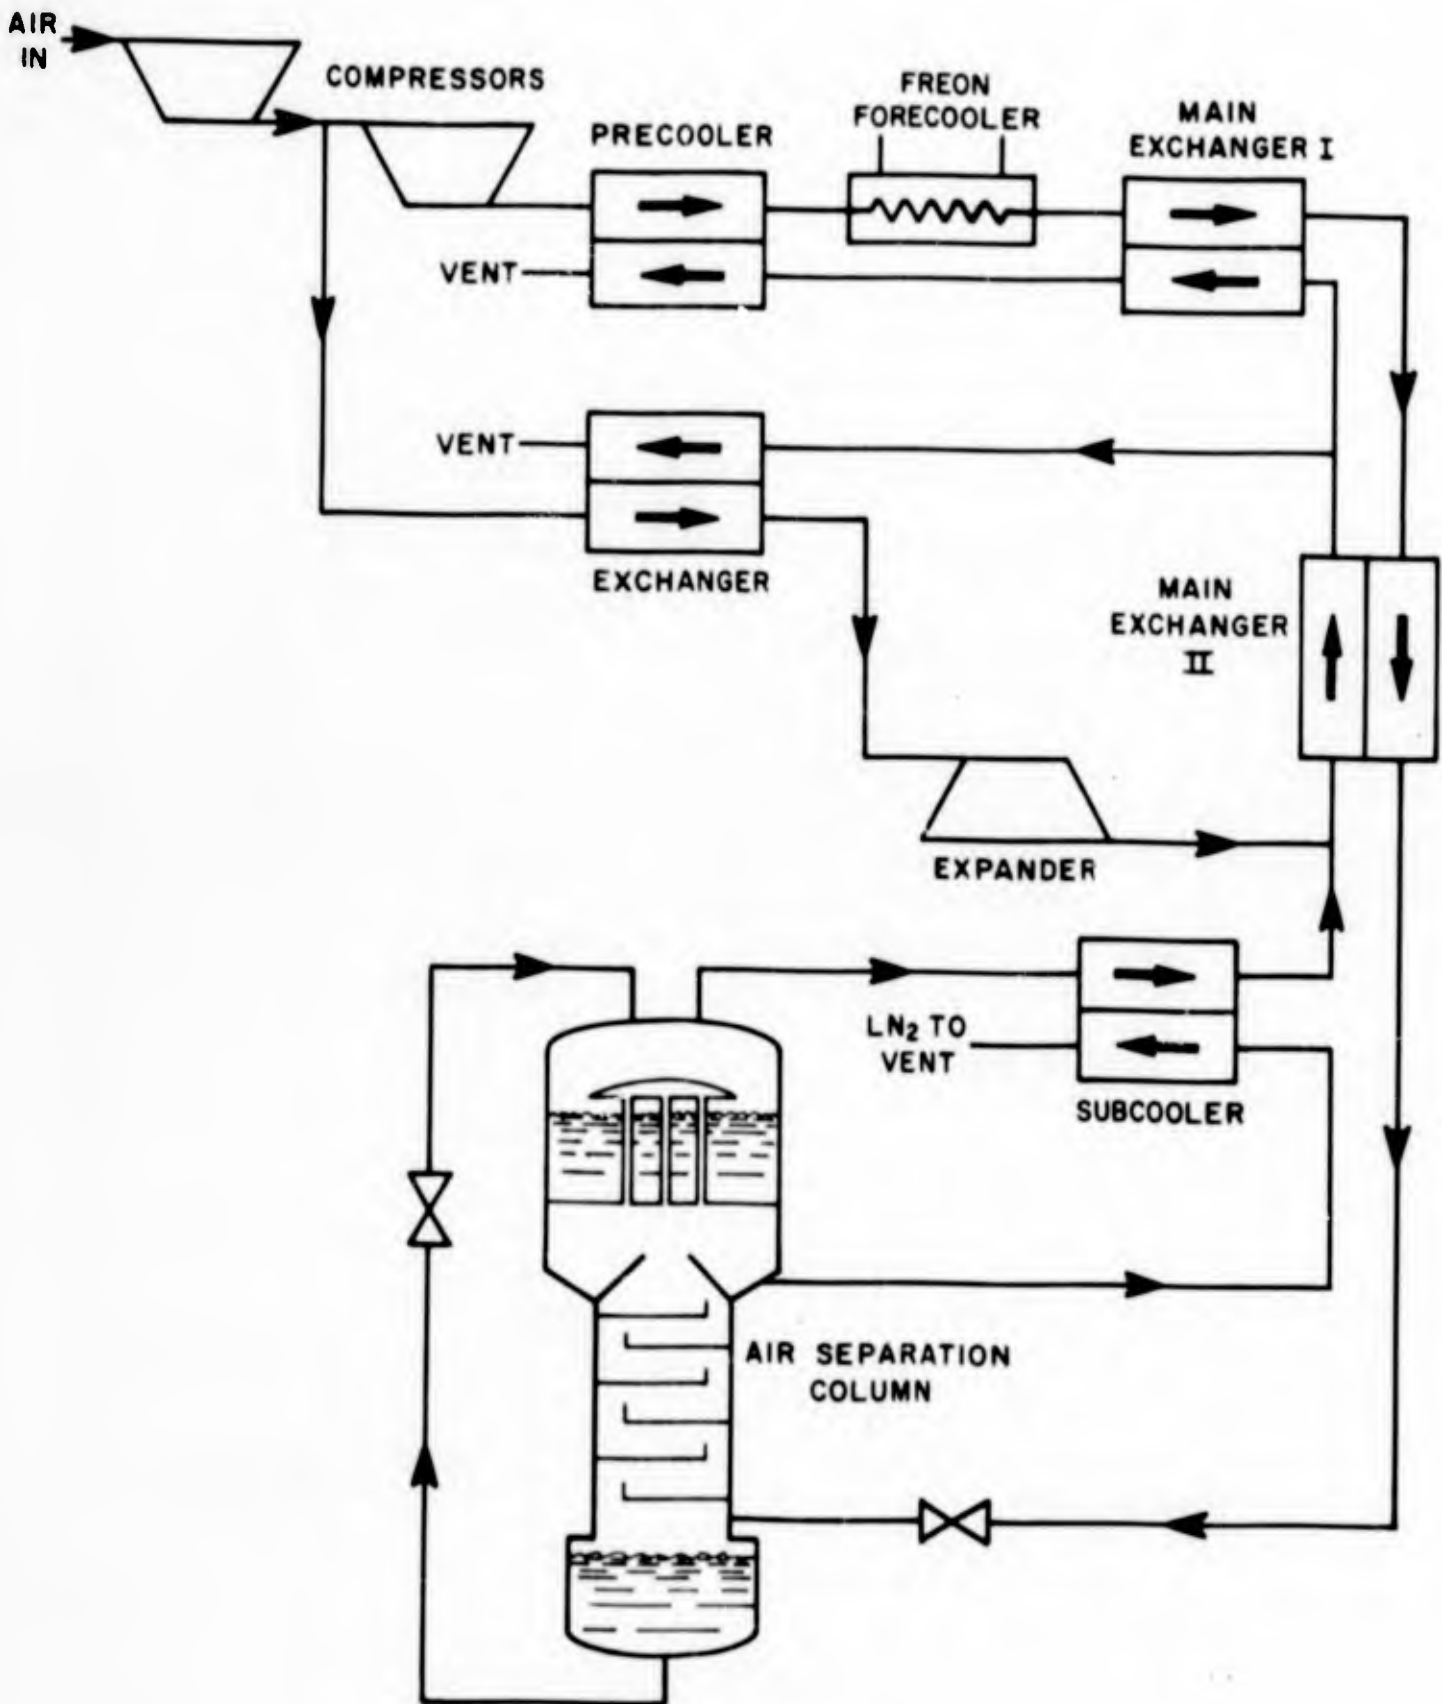 AIR
IN
COMPRESSORS
PRECOOLER
FREON
FORECOOLER
MAIN
EXCHANGER I
VENT
VENT
EXCHANGER
MAIN
EXCHANGER
II
EXPANDER
LN₂ TO
VENT
SUBCOOLER
AIR SEPARATION
COLUMN